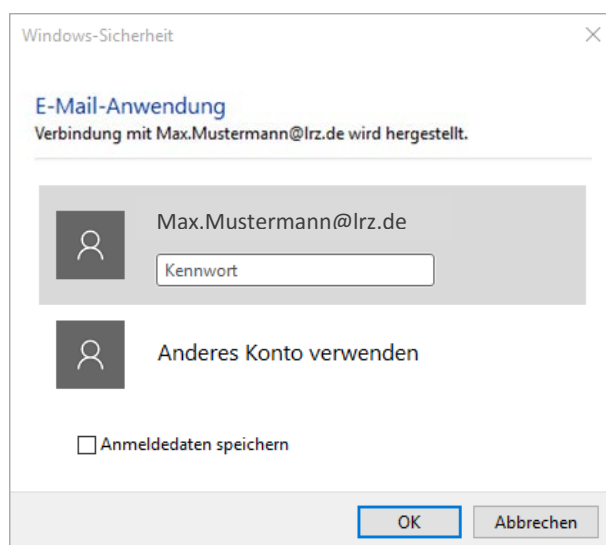 Windows-Sicherheit
E-Mail-Anwendung
Verbindung mit Max.Mustermann@lrz.de wird hergestellt.
Max.Mustermann@lrz.de
Kennwort
Anderes Konto verwenden
Anmeldedaten speichern
OK Abbrechen